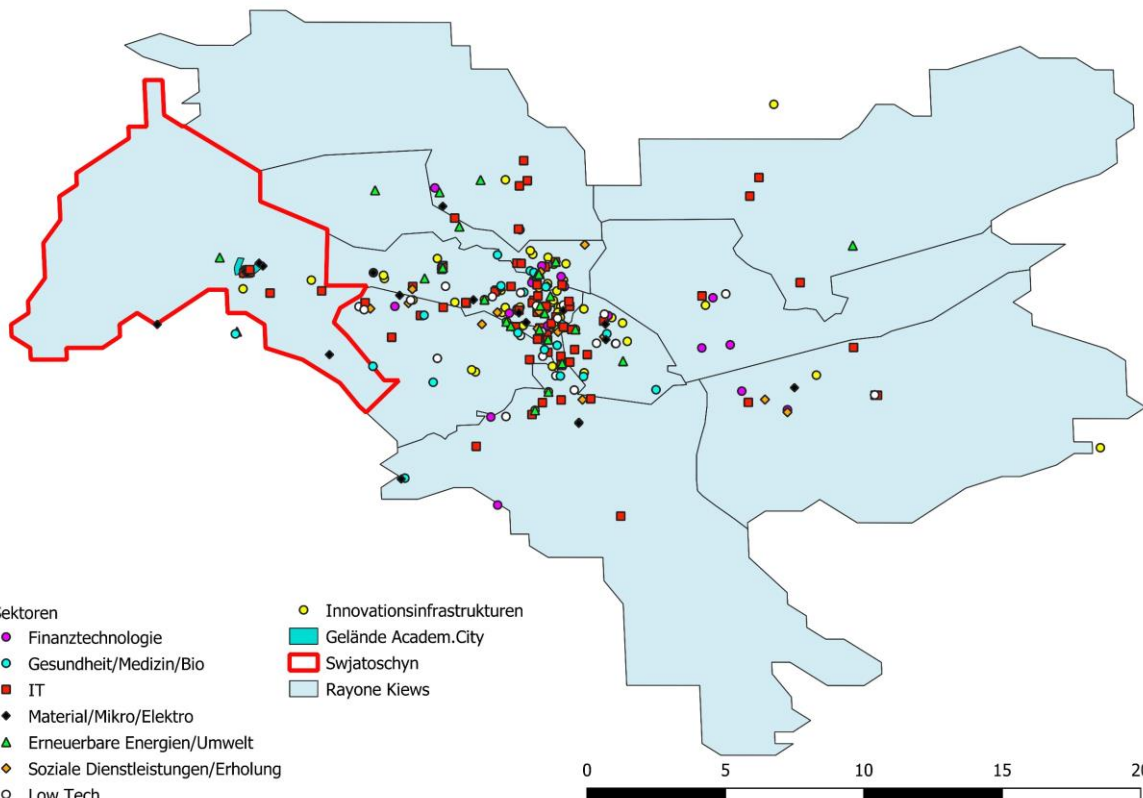 Sektoren
Finanztechnologie
Gesundheit/Medizin/Bio
IT
Material/Mikro/Elektro
Erneuerbare Energien/Umwelt
Soziale Dienstleistungen/Erholung
Low Tech
Innovationsinfrastrukturen
Gelände Academ.City
Swjatoschyn
Rayone Kiews
0 5 10 15 20